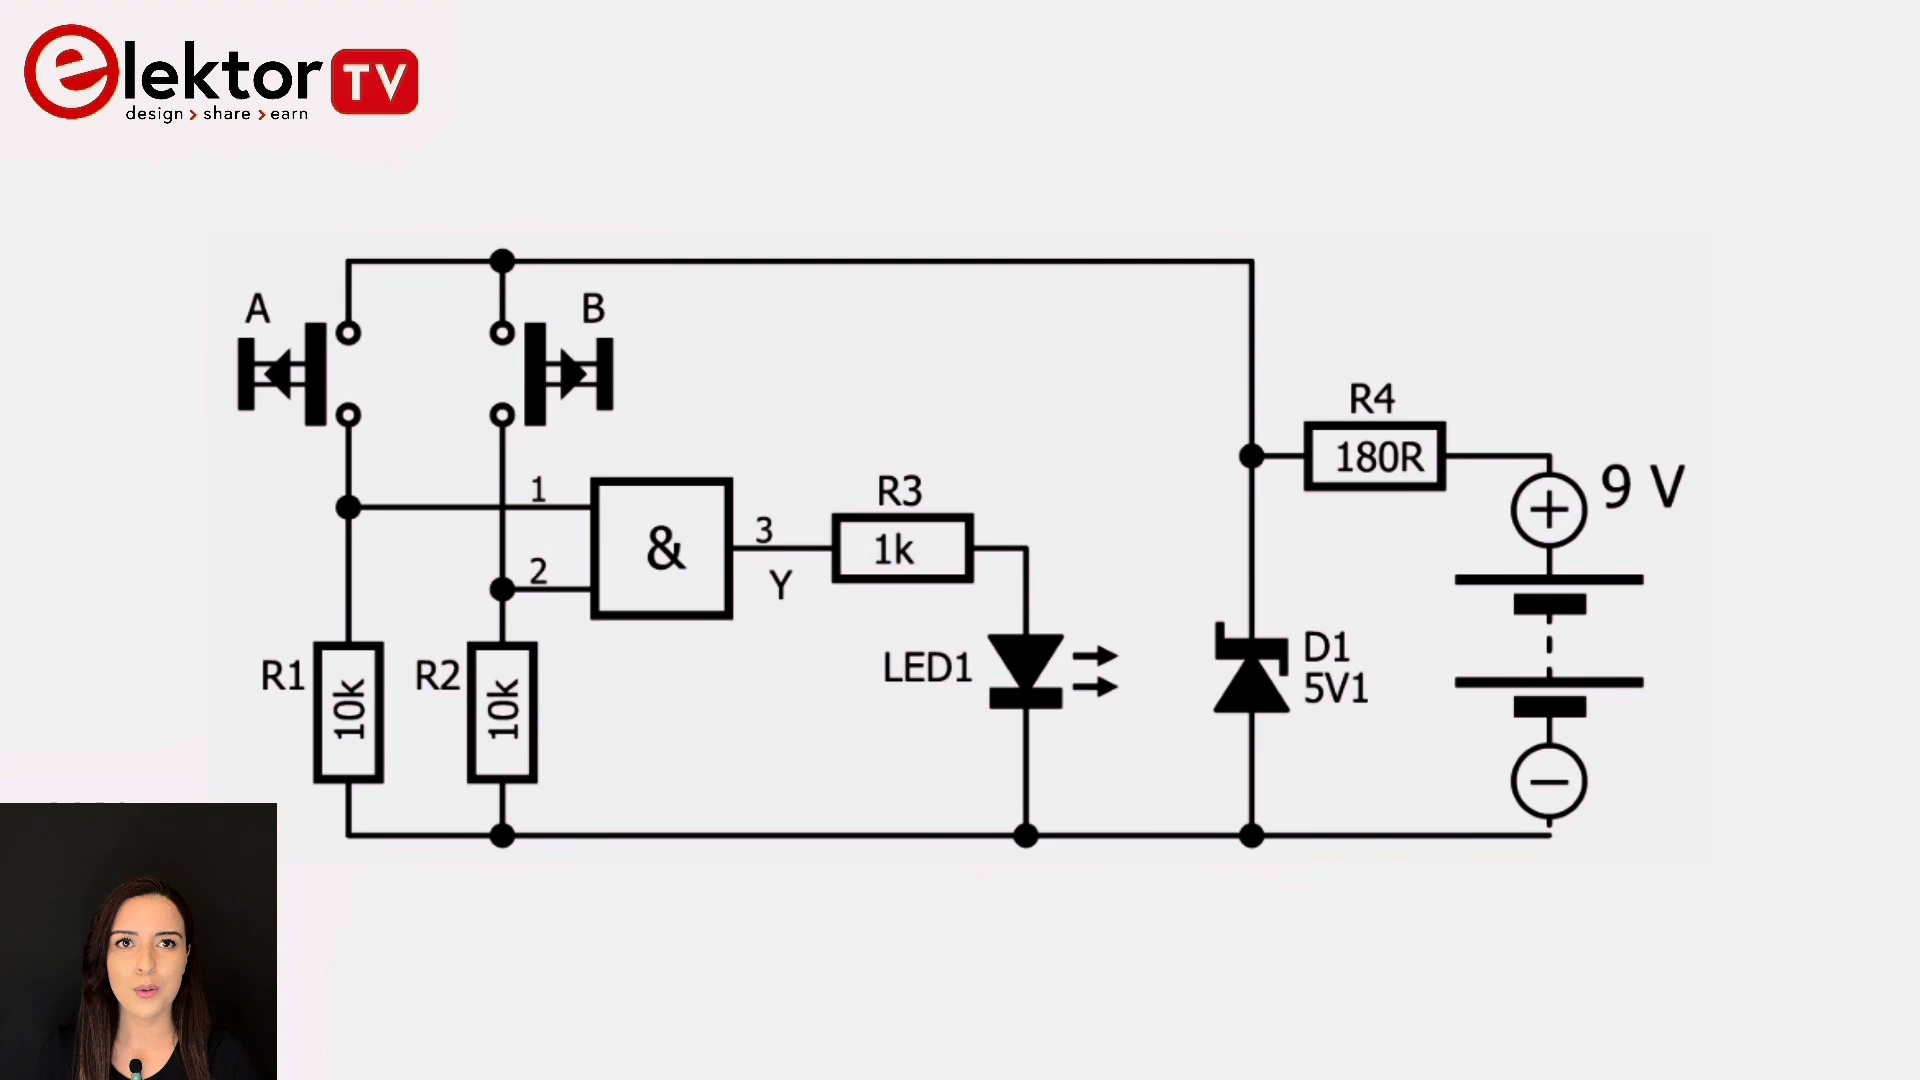 elektor TV
design > share > earn
A
B
R4
180R
9 V
+
1
&
3
R3
1k
2
Y
R1
10k
R2
10k
LED1
D1
5V1
−